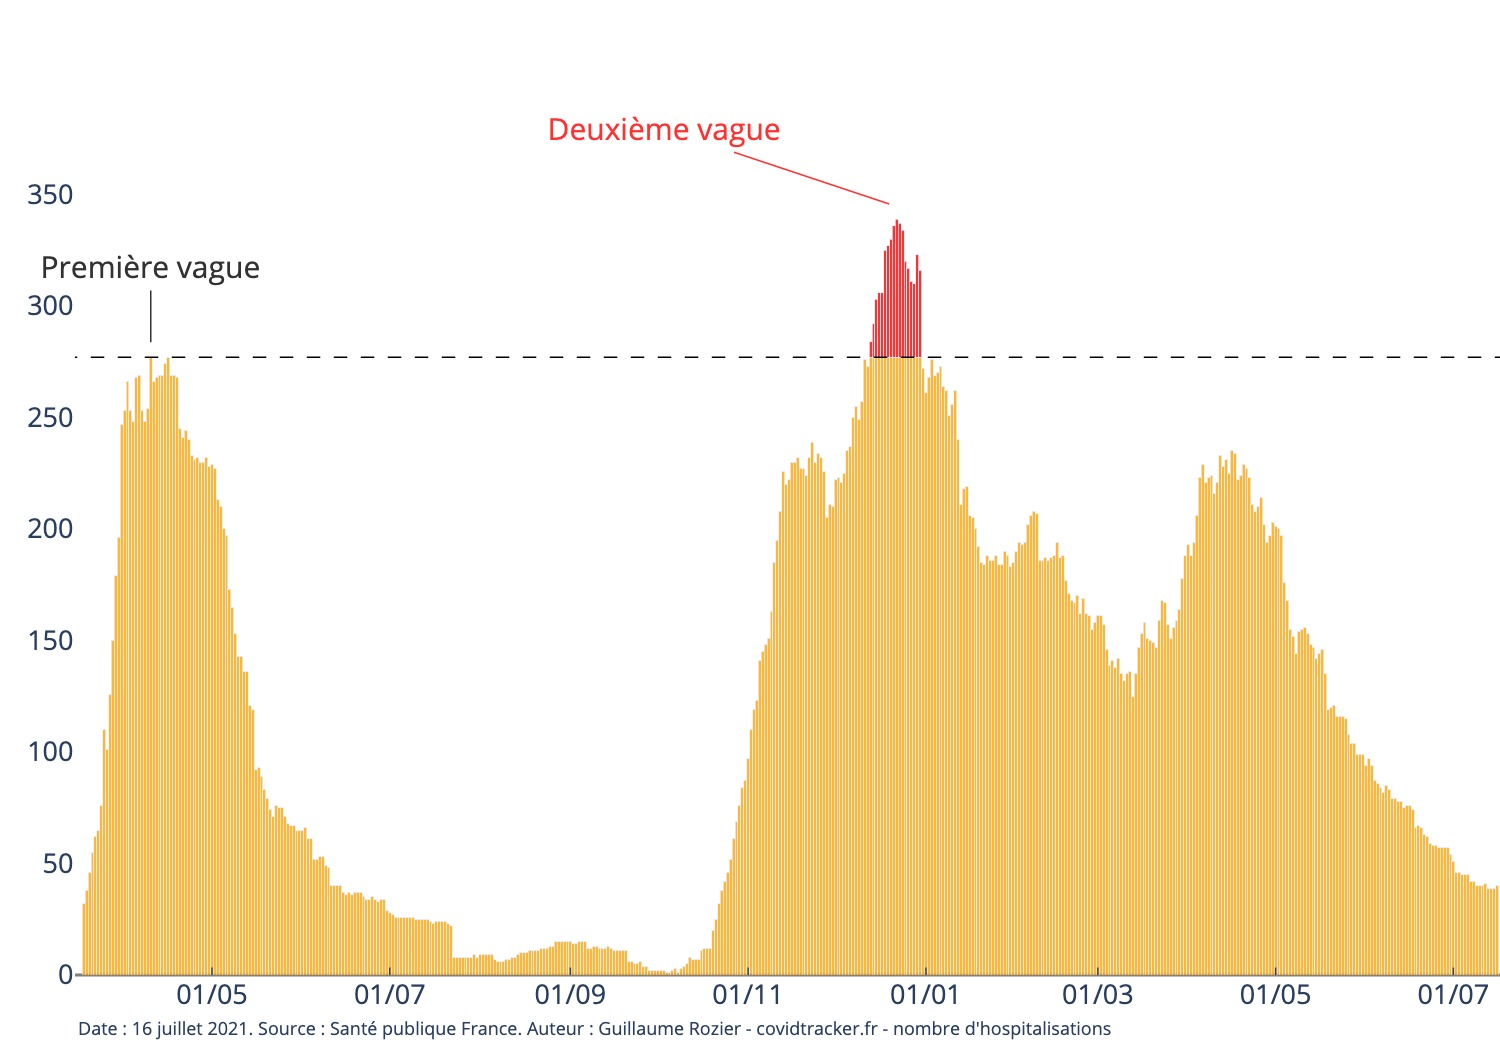 Deuxième vague
350
Première vague
300
250
200
150
100
50
0
01/05 01/07 01/09 01/11 01/01 01/03 01/05 01/07
Date : 16 juillet 2021. Source : Santé publique France. Auteur : Guillaume Rozier - covidtracker.fr - nombre d'hospitalisations